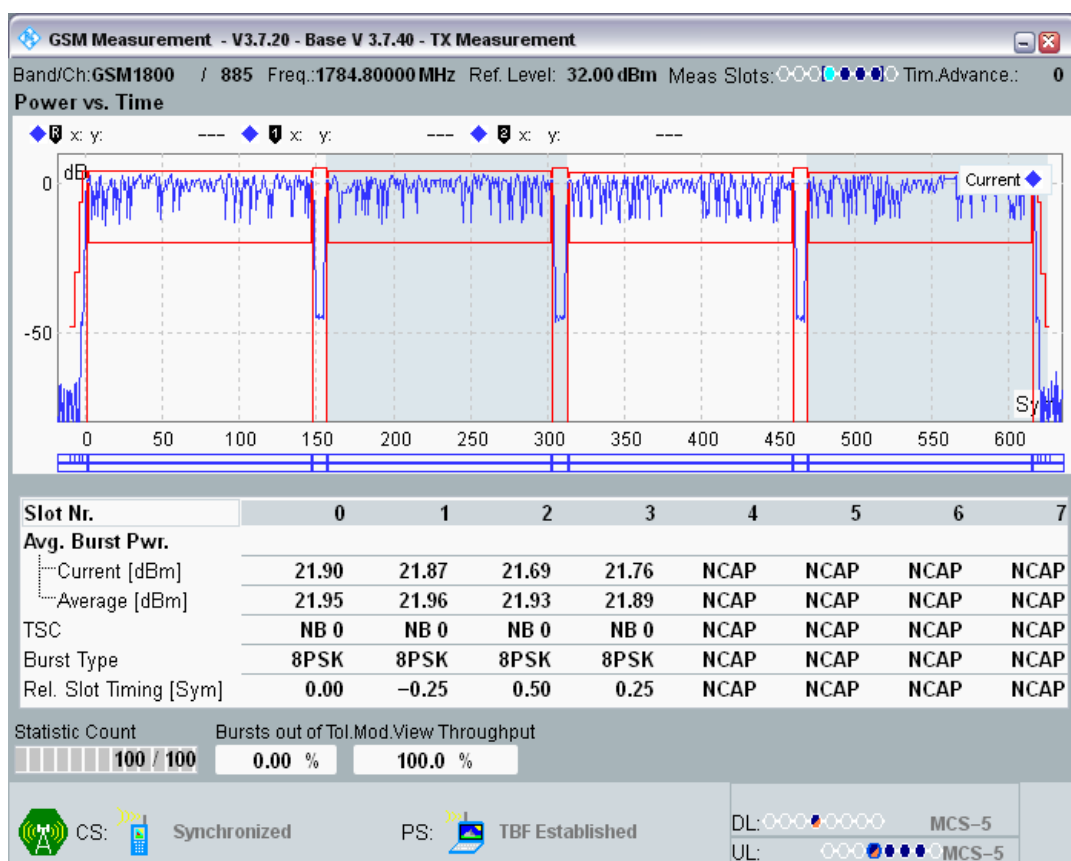 GSM Measurement - V3.7.20 - Base V 3.7.40 - TX Measurement
Band/Ch:GSM1800 / 885 Freq.:1784.80000 MHz Ref. Level: 32.00 dBm Meas Slots: Tim.Advance.: 0
Power vs. Time
R x: y: --- 1 x: y: --- 2 x: y: ---
dB
Current
0
-50
Sy
0 50 100 150 200 250 300 350 400 450 500 550 600
Slot Nr. 0 1 2 3 4 5 6 7
Avg. Burst Pwr.
Current [dBm] 21.90 21.87 21.69 21.76 NCAP NCAP NCAP NCAP
Average [dBm] 21.95 21.96 21.93 21.89 NCAP NCAP NCAP NCAP
TSC NB 0 NB 0 NB 0 NB 0 NCAP NCAP NCAP NCAP
Burst Type 8PSK 8PSK 8PSK 8PSK NCAP NCAP NCAP NCAP
Rel. Slot Timing [Sym] 0.00 −0.25 0.50 0.25 NCAP NCAP NCAP NCAP
Statistic Count Bursts out of Tol. Mod.View Throughput
100 / 100 0.00 % 100.0 %
CS: Synchronized PS: TBF Established DL: MCS−5
UL: MCS−5